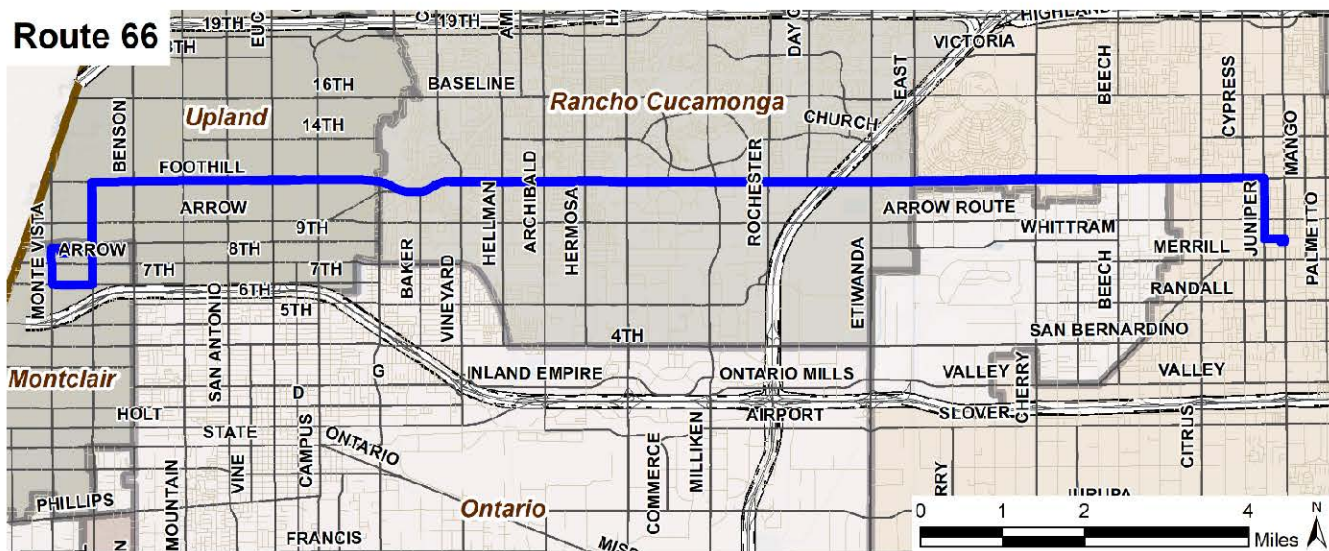 Route 66
19TH
19TH
HIGHLAND
VICTORIA
EAST
BEECH
CYPRESS
MANGO
BENSON
16TH
BASELINE
Upland
Rancho Cucamonga
14TH
CHURCH
FOOTHILL
MONTE VISTA
ARROW
9TH
HELLMAN
ARCHIBALD
HERMOSA
ROCHESTER
ARROW ROUTE
WHITTRAM
JUNIPER
PALMETTO
ARROW
8TH
MERRILL
7TH
7TH
BAKER
VINEYARD
ETIWANDA
BEECH
RANDALL
SAN ANTONIO
6TH
5TH
4TH
SAN BERNARDINO
Montclair
G
INLAND EMPIRE
ONTARIO MILLS
VALLEY
CHERRY
VALLEY
D
HOLT
AIRPORT
SLOVER
STATE
CAMPUS
ONTARIO
COMMERCE
MILLIKEN
CITRUS
MOUNTAIN
VINE
PHILLIPS
Ontario
FRANCIS
0 1 2 4
Miles N